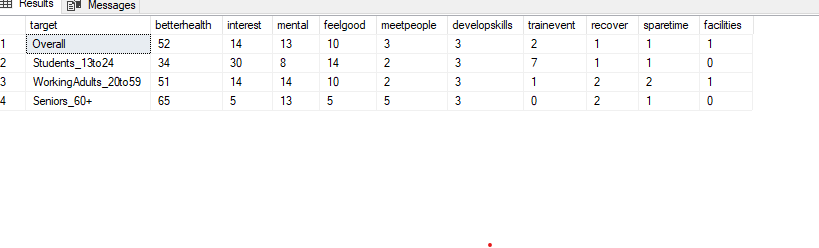 Results Messages
target betterhealth interest mental feelgood meetpeople developskills trainevent recover sparetime facilities
1 Overall 52 14 13 10 3 3 2 1 1 1
2 Students_13to24 34 30 8 14 2 3 7 1 1 0
3 WorkingAdults_20to59 51 14 14 10 2 3 1 2 2 1
4 Seniors_60+ 65 5 13 5 5 3 0 2 1 0